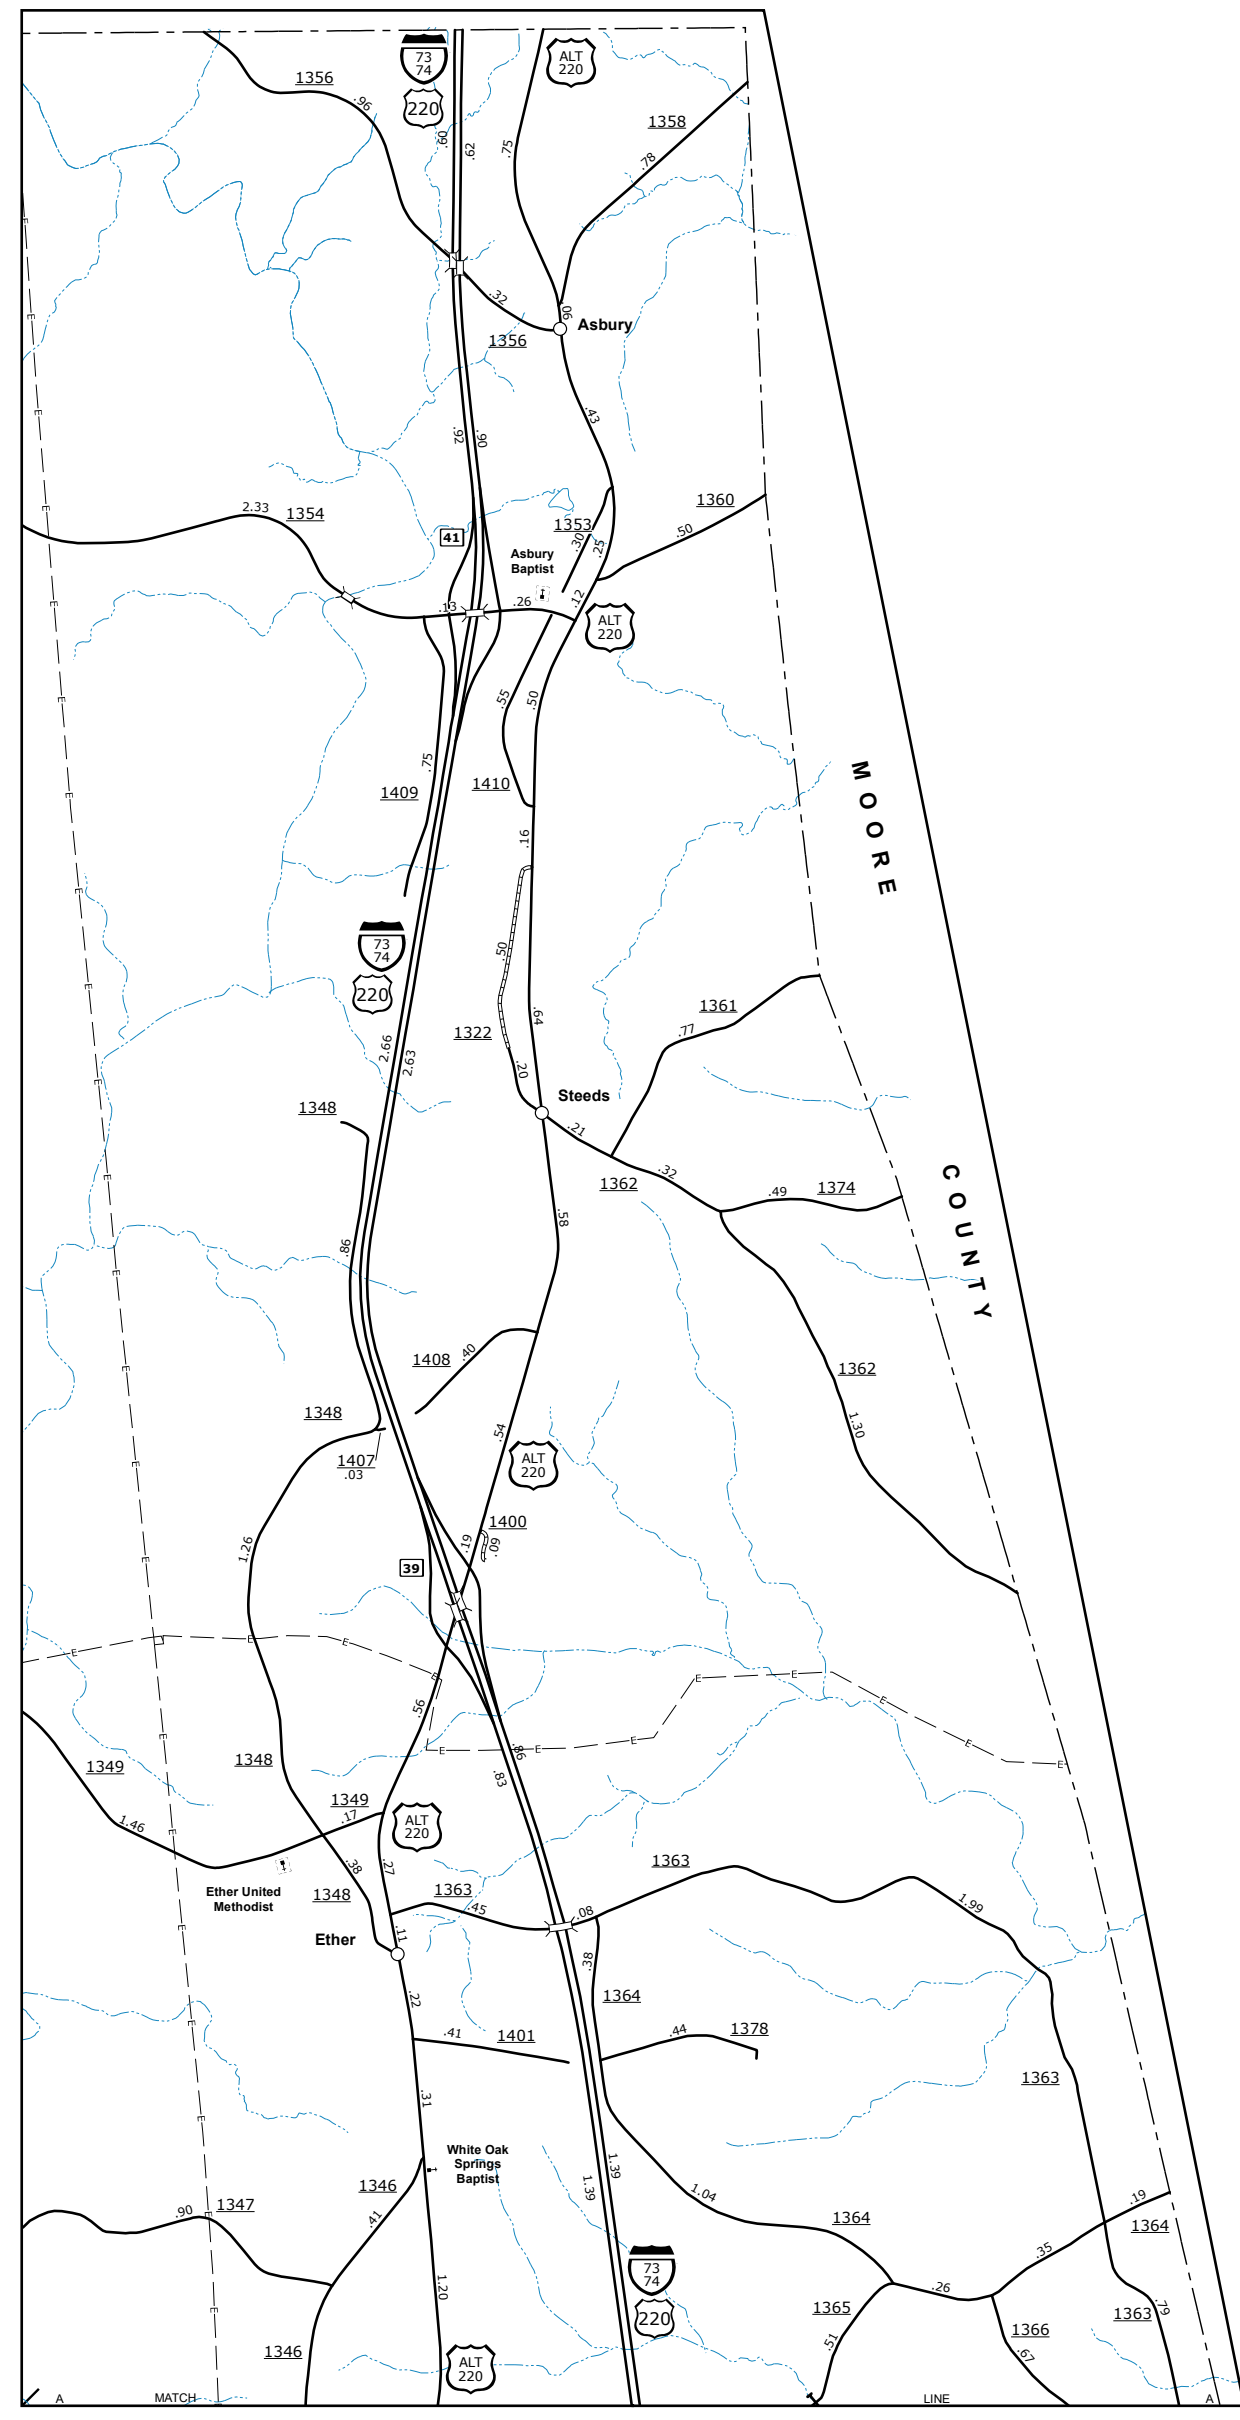 73
74
ALT
220
1356
220
.96
1358
.60
.62
.75
.78
.32
.06
Asbury
1356
E
E
.43
.92
.90
2.33
1354
1360
E
41
1353
.50
Asbury
Baptist
.30
.25
E
.13
.26
.12
ALT
220
E
.55
.50
MOORE
.75
1409
1410
E
.16
E
73
74
.50
220
E
1361
.64
1322
.77
2.66
2.63
.20
E
Steeds
1348
.21
E
.32
1362
.49
1374
COUNTY
.58
.86
E
1408
.40
1362
E
1348
1.30
.54
1407
.03
ALT
220
E
1400
.19
.09
1.26
E
39
E
E
E
E
E
E
E
.56
E
E
E
E
E
E
1349
1348
.86
.83
1349
.17
ALT
220
1.46
E
.38
.27
1363
Ether United
Methodist
1348
1363
.45
1.99
.08
Ether
.11
E
.38
1364
.22
E
.41
1401
.44
1378
1363
.31
E
White Oak
Springs
Baptist
1.39
1.39
1346
1.04
.19
.90
1347
E
.41
1364
1364
.35
73
74
1.20
.26
E
1365
220
1363
.79
1366
.51
1346
.67
ALT
220
E
A
MATCH
LINE
A